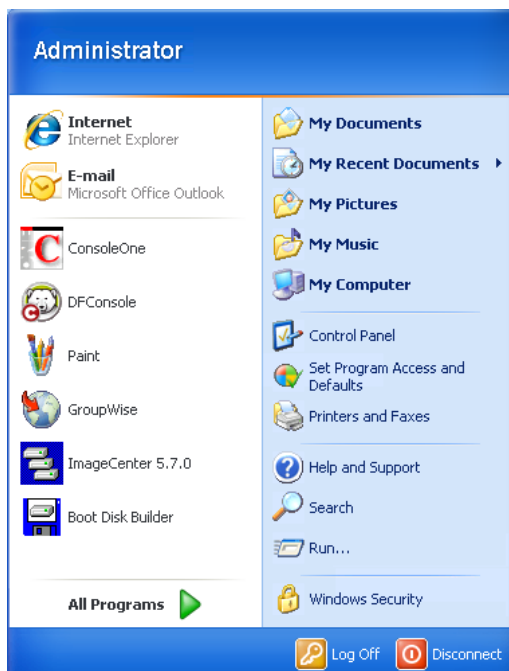 Administrator
Internet
Internet Explorer
E-mail
Microsoft Office Outlook
ConsoleOne
DFConsole
Paint
GroupWise
ImageCenter 5.7.0
Boot Disk Builder
All Programs
My Documents
My Recent Documents
My Pictures
My Music
My Computer
Control Panel
Set Program Access and
Defaults
Printers and Faxes
Help and Support
Search
Run...
Windows Security
Log Off
Disconnect